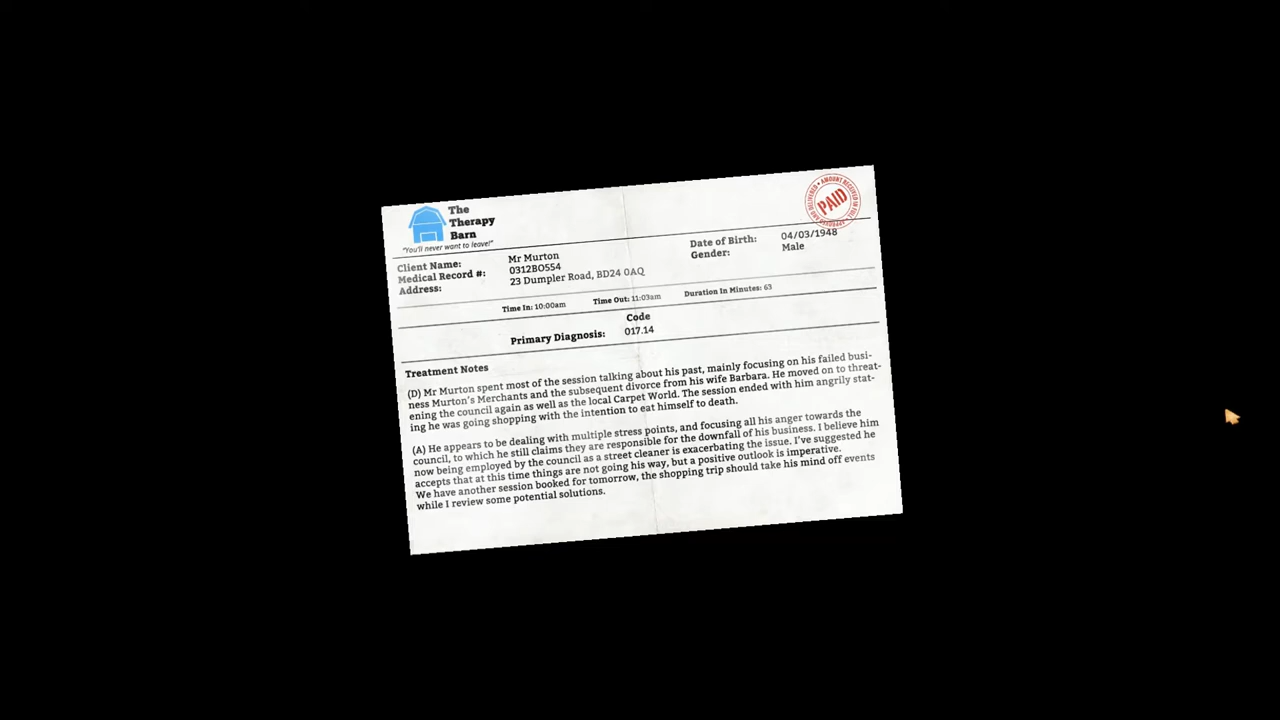 The
Therapy
Barn
"You'll never want to leave!"
AMOUNT RECEIVED IN FULL
PAID
Client Name: Mr Murton Date of Birth: 04/03/1948
Medical Record #: 0312BO554 Gender: Male
Address: 23 Dumpler Road, BD24 0AQ
Time In: 10:00am Time Out: 11:03am Duration In Minutes: 63
Code
Primary Diagnosis: 017.14
Treatment Notes
(D) Mr Murton spent most of the session talking about his past, mainly focusing on his failed busi-
ness Murton's Merchants and the subsequent divorce from his wife Barbara. He moved on to threat-
ening the council again as well as the local Carpet World. The session ended with him angrily stat-
ing he was going shopping with the intention to eat himself to death.
(A) He appears to be dealing with multiple stress points, and focusing all his anger towards the
council, to which he still claims they are responsible for the downfall of his business. I believe him
now being employed by the council as a street cleaner is exacerbating the issue. I've suggested he
accepts that at this time things are not going his way, but a positive outlook is imperative.
We have another session booked for tomorrow, the shopping trip should take his mind off events
while I review some potential solutions.